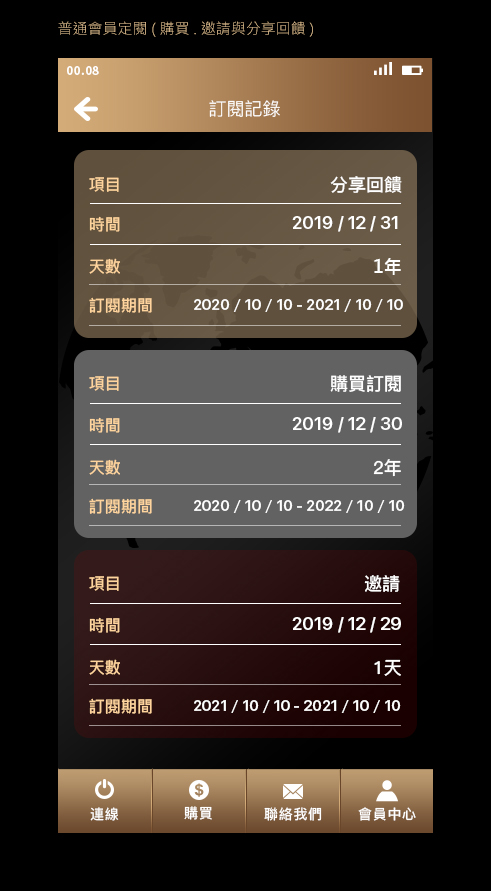 普通會員定閱 ( 購買 . 邀請與分享回饋 )
00.08
訂閱記錄
項目 分享回饋
時間 2019 / 12 / 31
天數 1年
訂閱期間 2020 / 10 / 10 - 2021 / 10 / 10
項目 購買訂閱
時間 2019 / 12 / 30
天數 2年
訂閱期間 2020 / 10 / 10 - 2022 / 10 / 10
項目 邀請
時間 2019 / 12 / 29
天數 1天
訂閱期間 2021 / 10 / 10 - 2021 / 10 / 10
連線 購買 聯絡我們 會員中心